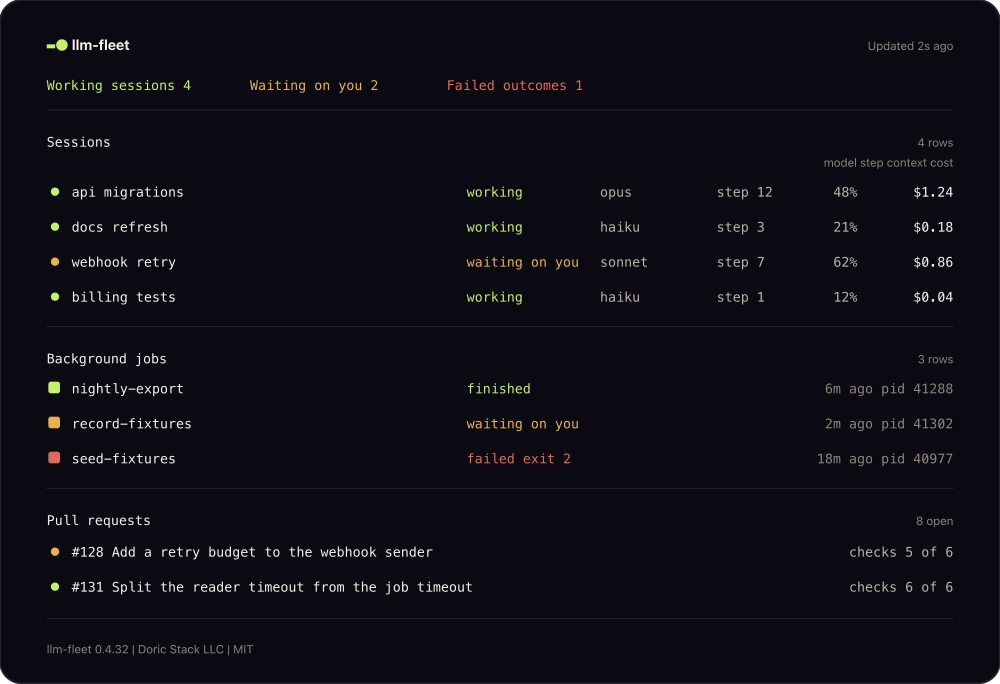 llm-fleet Updated 2s ago
Working sessions 4 Waiting on you 2 Failed outcomes 1
Sessions 4 rows
model step context cost
api migrations working opus step 12 48% $1.24
docs refresh working haiku step 3 21% $0.18
webhook retry waiting on you sonnet step 7 62% $0.86
billing tests working haiku step 1 12% $0.04
Background jobs 3 rows
nightly-export finished 6m ago pid 41288
record-fixtures waiting on you 2m ago pid 41302
seed-fixtures failed exit 2 18m ago pid 40977
Pull requests 8 open
#128 Add a retry budget to the webhook sender checks 5 of 6
#131 Split the reader timeout from the job timeout checks 6 of 6
llm-fleet 0.4.32 | Doric Stack LLC | MIT